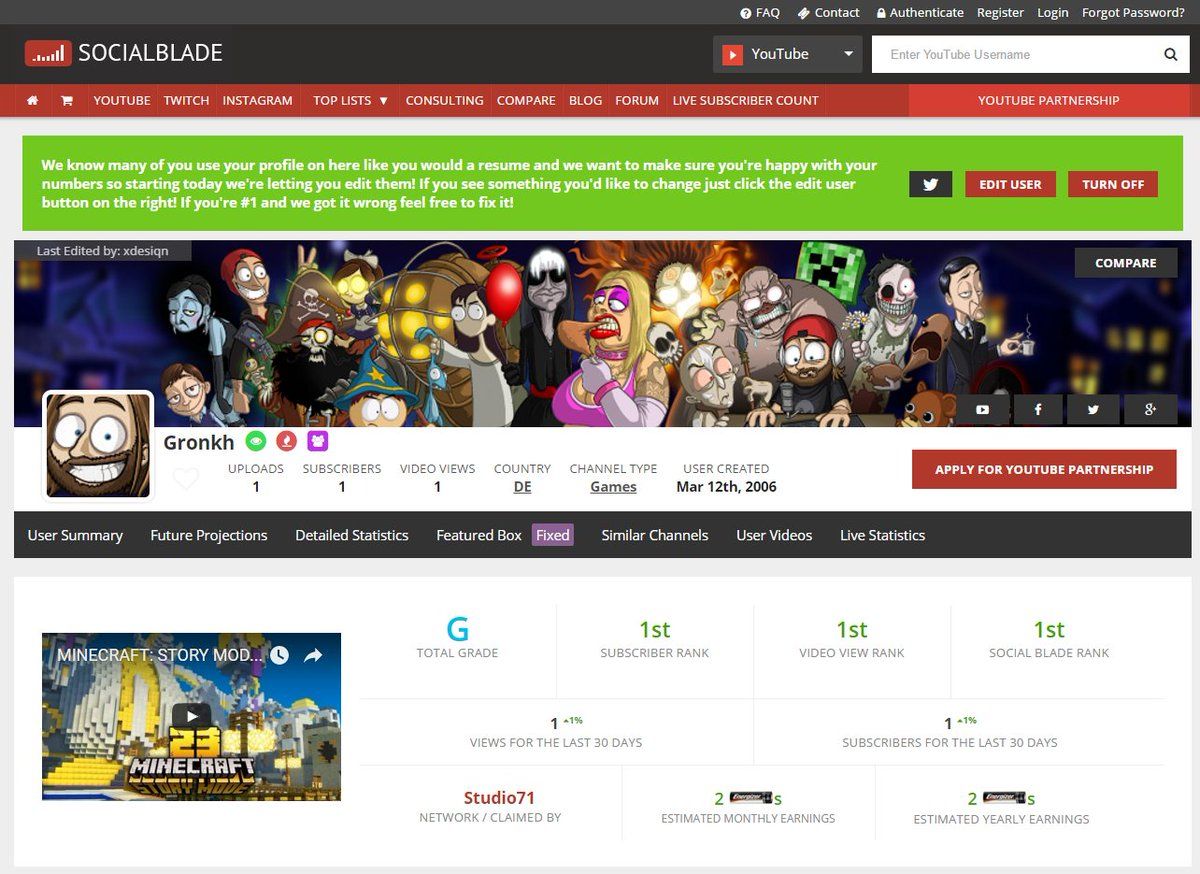 FAQ Contact Authenticate Register Login Forgot Password?
SOCIALBLADE
YouTube
Enter YouTube Username
YOUTUBE TWITCH INSTAGRAM TOP LISTS ▼ CONSULTING COMPARE BLOG FORUM LIVE SUBSCRIBER COUNT
YOUTUBE PARTNERSHIP
We know many of you use your profile on here like you would a resume and we want to make sure you're happy with your
numbers so starting today we're letting you edit them! If you see something you'd like to change just click the edit user
button on the right! If you're #1 and we got it wrong feel free to fix it!
EDIT USER
TURN OFF
Last Edited by: xdesiqn
COMPARE
Gronkh
UPLOADS SUBSCRIBERS VIDEO VIEWS COUNTRY CHANNEL TYPE USER CREATED
1 1 1 DE Games Mar 12th, 2006
APPLY FOR YOUTUBE PARTNERSHIP
User Summary Future Projections Detailed Statistics Featured Box Fixed Similar Channels User Videos Live Statistics
MINECRAFT: STORY MOD...
23
MINECRAFT
STORY MODE
G
TOTAL GRADE
1st
SUBSCRIBER RANK
1st
VIDEO VIEW RANK
1st
SOCIAL BLADE RANK
1 1%
VIEWS FOR THE LAST 30 DAYS
1 1%
SUBSCRIBERS FOR THE LAST 30 DAYS
Studio71
NETWORK / CLAIMED BY
2 Energizer s
ESTIMATED MONTHLY EARNINGS
2 Energizer s
ESTIMATED YEARLY EARNINGS